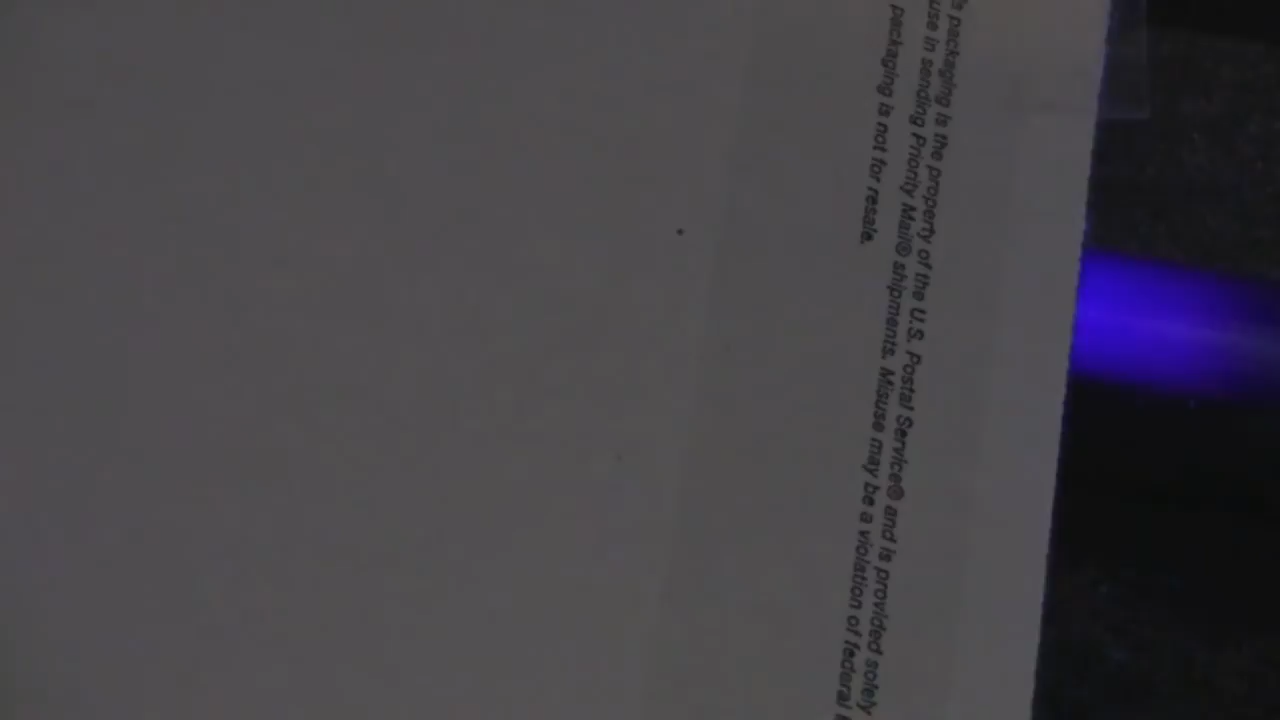 packaging is the property of the U.S. Postal Service® and is provided solely
use in sending Priority Mail® shipments. Misuse may be a violation of federal
packaging is not for resale.